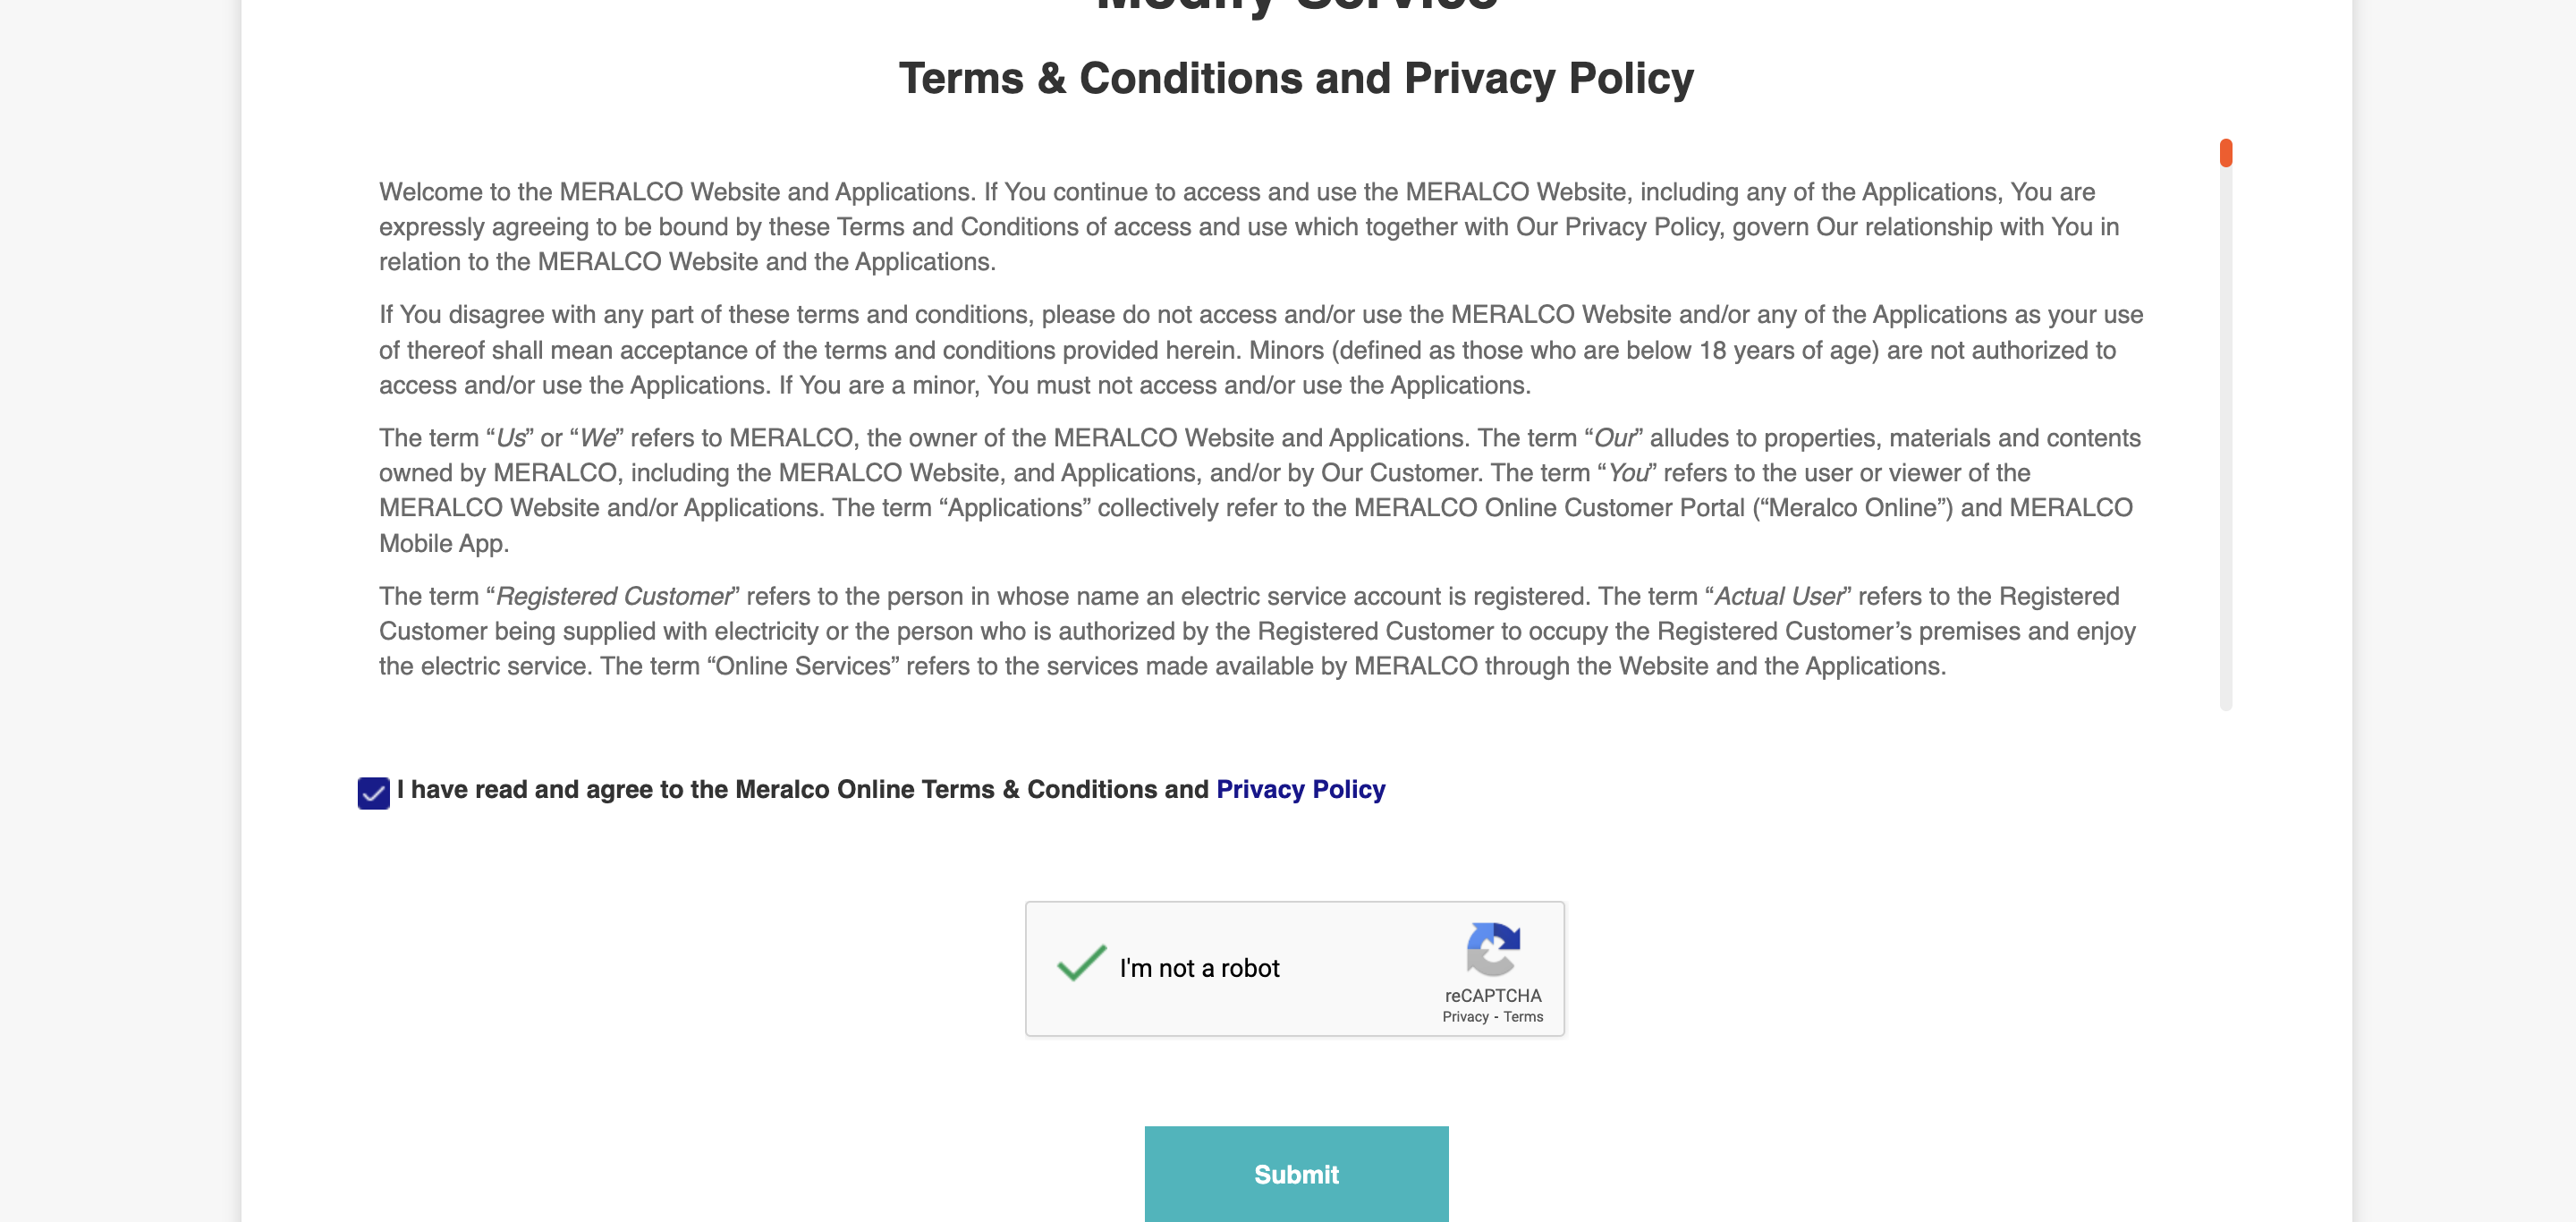 Modify Service
Terms & Conditions and Privacy Policy
Welcome to the MERALCO Website and Applications. If You continue to access and use the MERALCO Website, including any of the Applications, You are
expressly agreeing to be bound by these Terms and Conditions of access and use which together with Our Privacy Policy, govern Our relationship with You in
relation to the MERALCO Website and the Applications.
If You disagree with any part of these terms and conditions, please do not access and/or use the MERALCO Website and/or any of the Applications as your use
of thereof shall mean acceptance of the terms and conditions provided herein. Minors (defined as those who are below 18 years of age) are not authorized to
access and/or use the Applications. If You are a minor, You must not access and/or use the Applications.
The term “Us” or “We” refers to MERALCO, the owner of the MERALCO Website and Applications. The term “Our” alludes to properties, materials and contents
owned by MERALCO, including the MERALCO Website, and Applications, and/or by Our Customer. The term “You” refers to the user or viewer of the
MERALCO Website and/or Applications. The term “Applications” collectively refer to the MERALCO Online Customer Portal (“Meralco Online”) and MERALCO
Mobile App.
The term “Registered Customer” refers to the person in whose name an electric service account is registered. The term “Actual User” refers to the Registered
Customer being supplied with electricity or the person who is authorized by the Registered Customer to occupy the Registered Customer’s premises and enjoy
the electric service. The term “Online Services” refers to the services made available by MERALCO through the Website and the Applications.
I have read and agree to the Meralco Online Terms & Conditions and Privacy Policy
I'm not a robot
reCAPTCHA
Privacy - Terms
Submit